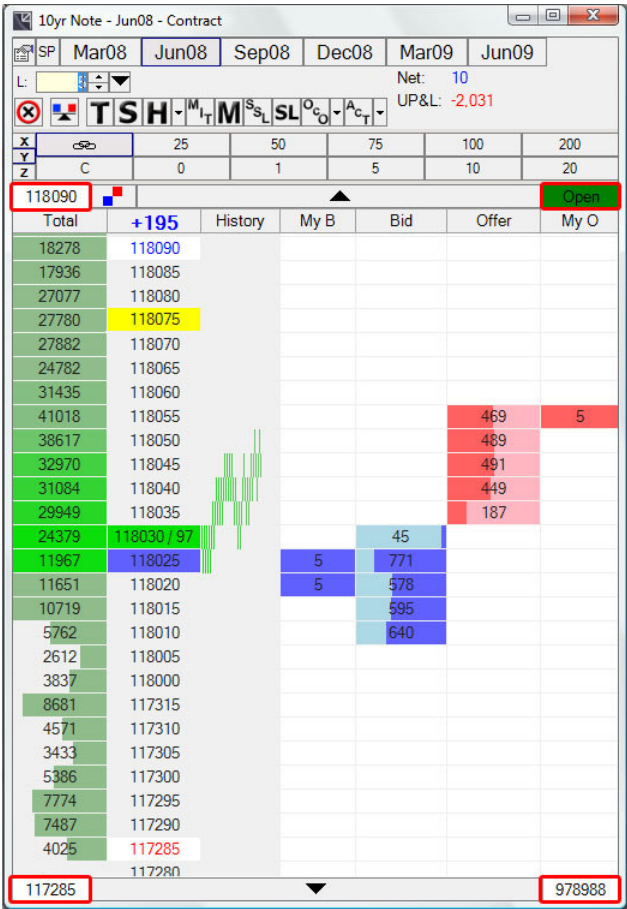 10yr Note - Jun08 - Contract
SP Mar08 Jun08 Sep08 Dec08 Mar09 Jun09
L: Net: 10
UP&L: -2,031
T S H - MIT M SSL SL OCO - ACT -
X 25 50 75 100 200
Y
Z C 0 1 5 10 20
118090 Open
Total +195 History My B Bid Offer My O
18278 118090
17936 118085
27077 118080
27780 118075
27882 118070
24782 118065
31435 118060
41018 118055 469 5
38617 118050 489
32970 118045 491
31084 118040 449
29949 118035 187
24379 118030 / 97 45
11967 118025 5 771
11651 118020 5 578
10719 118015 595
5762 118010 640
2612 118005
3837 118000
8681 117315
4571 117310
3433 117305
5386 117300
7774 117295
7487 117290
4025 117285
117280
117285 978988